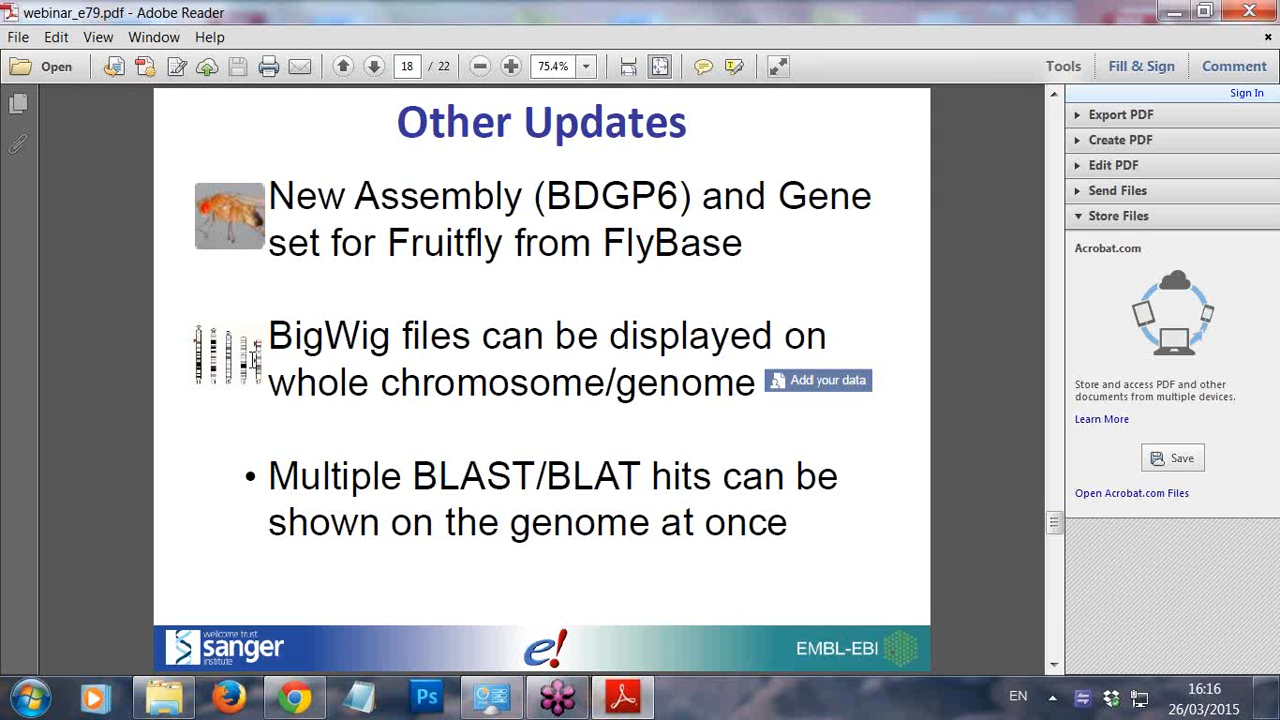 webinar_e79.pdf - Adobe Reader
File Edit View Window Help
Open 18 / 22 75.4% Tools Fill & Sign Comment
Sign In
Export PDF
Create PDF
Edit PDF
Send Files
Store Files
Acrobat.com
Store and access PDF and other
documents from multiple devices.
Learn More
Save
Open Acrobat.com Files
Other Updates
New Assembly (BDGP6) and Gene
set for Fruitfly from FlyBase
BigWig files can be displayed on
whole chromosome/genome Add your data
• Multiple BLAST/BLAT hits can be
shown on the genome at once
wellcome trust
sanger
institute
e!
EMBL-EBI
Ps
EN
16:16
26/03/2015